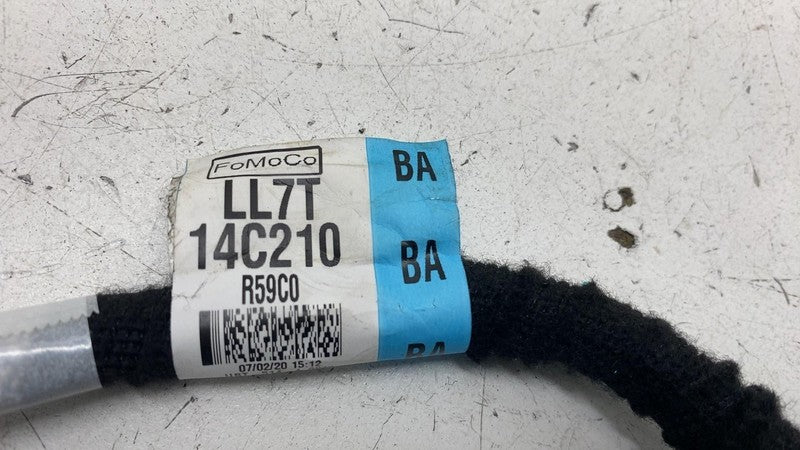 FoMoCo
LL7T
14C210
R59C0
07/02/20 15:12
BA
BA
BA